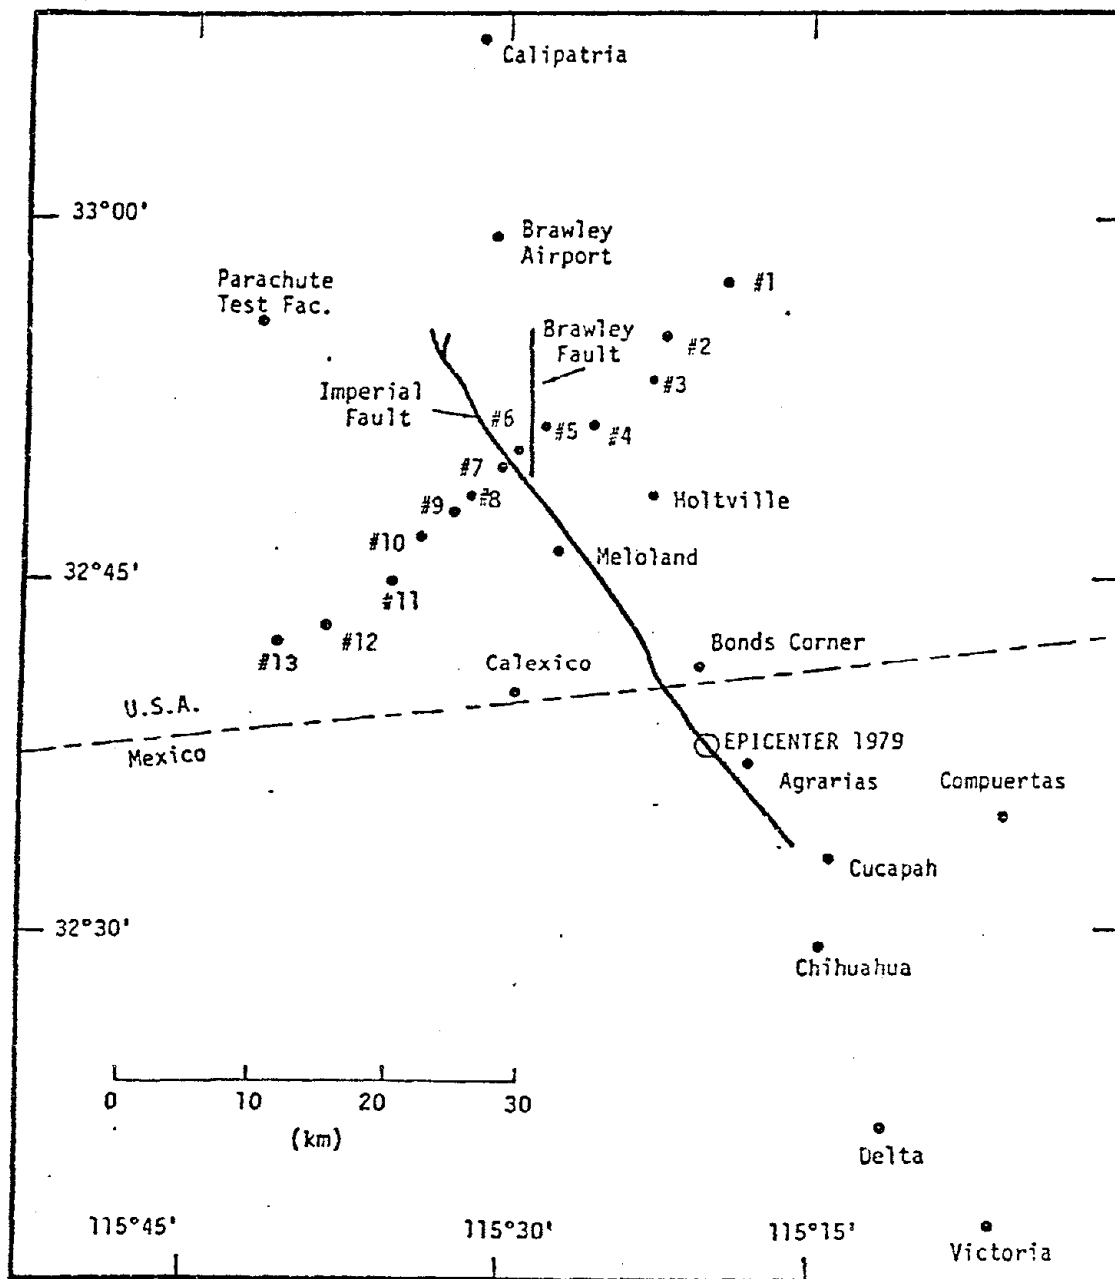 Calipatria
33°00'
Brawley
Airport
#1
Parachute
Test Fac.
Brawley
Fault
#2
#3
Imperial
Fault
#6
#5
#4
#7
#8
#9
Holtville
#10
Meloland
32°45'
#11
#12
#13
Bonds Corner
Calexico
U.S.A.
Mexico
EPICENTER 1979
Agrarias
Compuertas
Cucapah
32°30'
Chihuahua
0 10 20 30
(km)
Delta
115°45' 115°30' 115°15'
Victoria